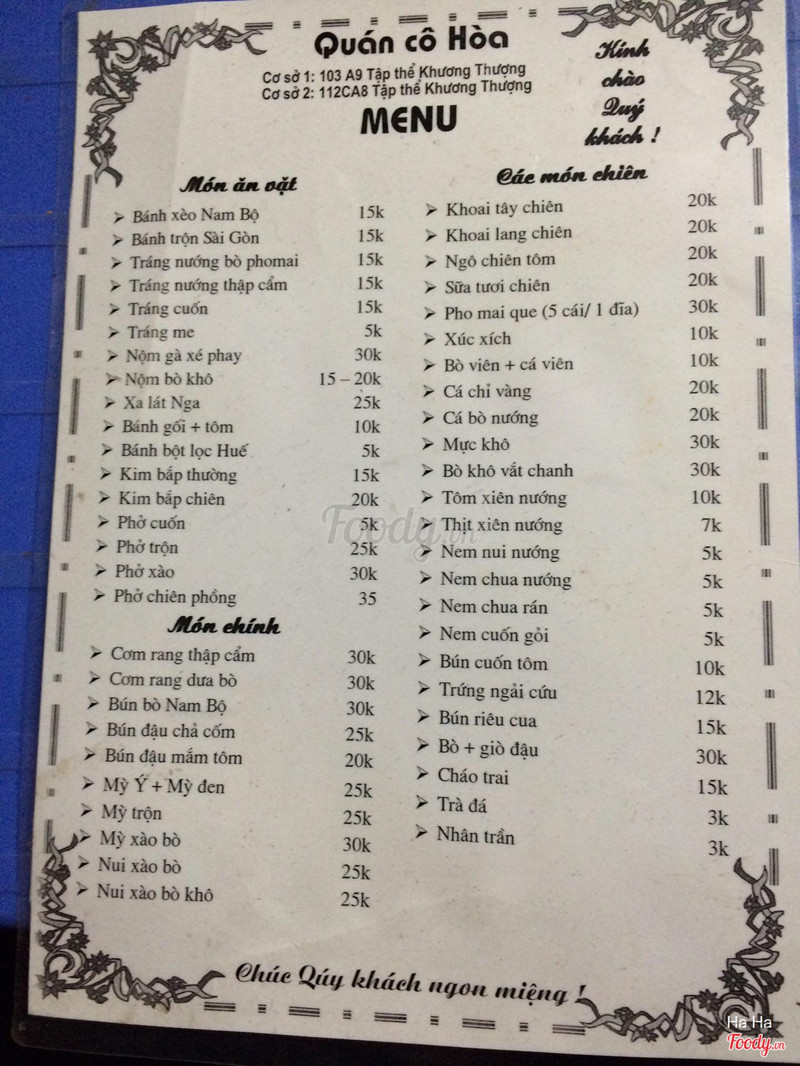 Quán cô Hòa
Cơ sở 1: 103 A9 Tập thể Khương Thượng
Cơ sở 2: 112CA8 Tập thể Khương Thượng
MENU
Kính
chào
Quý
khách !
Món ăn vặt
Bánh xèo Nam Bộ 15k
Bánh trộn Sài Gòn 15k
Tráng nướng bò phomai 15k
Tráng nướng thập cẩm 15k
Tráng cuốn 15k
Tráng me 5k
Nộm gà xé phay 30k
Nộm bò khô 15 – 20k
Xa lát Nga 25k
Bánh gối + tôm 10k
Bánh bột lọc Huế 5k
Kim bắp thường 15k
Kim bắp chiên 20k
Phở cuốn 5k
Phở trộn 25k
Phở xào 30k
Phở chiên phồng 35
Món chính
Cơm rang thập cẩm 30k
Cơm rang dưa bò 30k
Bún bò Nam Bộ 30k
Bún đậu chả cốm 25k
Bún đậu mắm tôm 20k
Mỳ Ý + Mỳ đen 25k
Mỳ trộn 25k
Mỳ xào bò 30k
Nui xào bò 25k
Nui xào bò khô 25k
Các món chiên
Khoai tây chiên 20k
Khoai lang chiên 20k
Ngô chiên tôm 20k
Sữa tươi chiên 20k
Pho mai que (5 cái/ 1 đĩa) 30k
Xúc xích 10k
Bò viên + cá viên 10k
Cá chỉ vàng 20k
Cá bò nướng 20k
Mực khô 30k
Bò khô vắt chanh 30k
Tôm xiên nướng 10k
Thịt xiên nướng 7k
Nem nui nướng 5k
Nem chua nướng 5k
Nem chua rán 5k
Nem cuốn gỏi 5k
Bún cuốn tôm 10k
Trứng ngải cứu 12k
Bún riêu cua 15k
Bò + giò đậu 30k
Cháo trai 15k
Trà đá 3k
Nhân trần 3k
Chúc Qúy khách ngon miệng !
Foody.vn
Ha Ha
Foody.vn